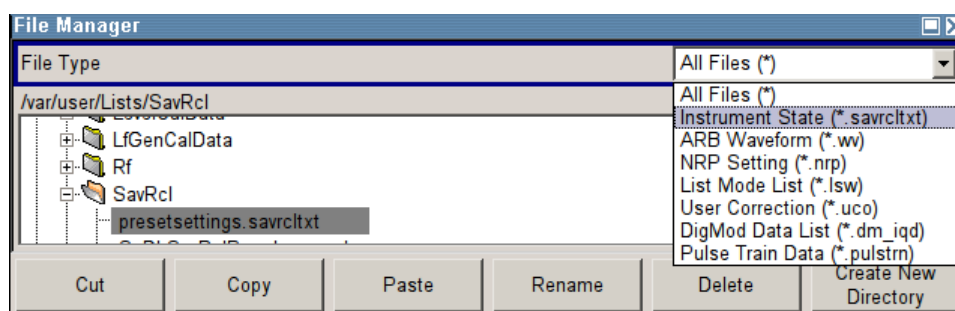 File Manager
File Type
All Files (*)
/var/user/Lists/SavRcl
All Files (*)
Instrument State (*.savrcltxt)
ARB Waveform (*.wv)
NRP Setting (*.nrp)
List Mode List (*.lsw)
User Correction (*.uco)
DigMod Data List (*.dm_iqd)
Pulse Train Data (*.pulstrn)
LfGenCalData
Rf
SavRcl
presetsettings.savrcltxt
Cut
Copy
Paste
Rename
Delete
Create New
Directory